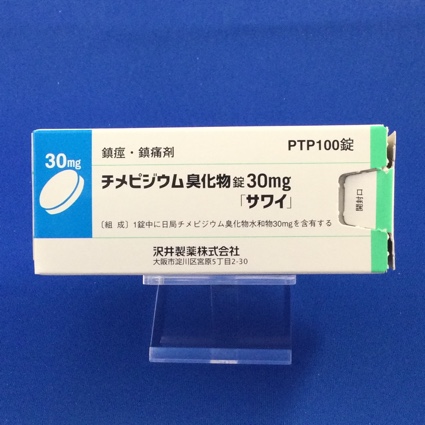 鎮痙・鎮痛剤
PTP100錠
30mg
チメピジウム臭化物錠30mg
「サワイ」
〔組 成〕1錠中に日局チメピジウム臭化物水和物30mgを含有する
開封口
沢井製薬株式会社
大阪市淀川区宮原5丁目2-30